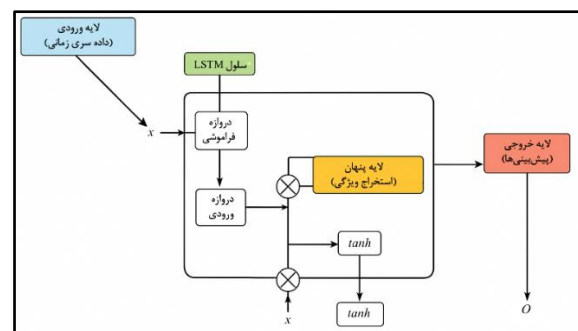 لایه ورودی
(داده سری زمانی)
سلول LSTM
x
دروازه
فراموشی
لایه خروجی
(پیش‌بینی‌ها)
لایه پنهان
(استخراج ویژگی)
دروازه
ورودی
tanh
tanh
x
O